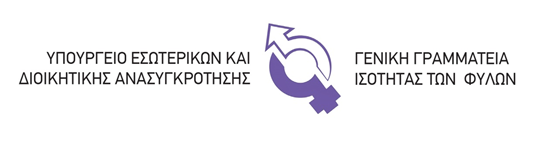 ΥΠΟΥΡΓΕΙΟ ΕΣΩΤΕΡΙΚΩΝ ΚΑΙ
ΔΙΟΙΚΗΤΙΚΗΣ ΑΝΑΣΥΓΚΡΟΤΗΣΗΣ
ΓΕΝΙΚΗ ΓΡΑΜΜΑΤΕΙΑ
ΙΣΟΤΗΤΑΣ ΤΩΝ ΦΥΛΩΝ